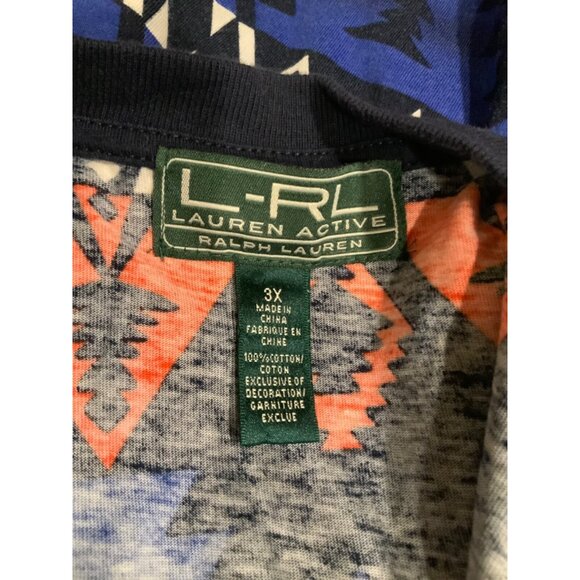 L-RL
LAUREN ACTIVE
RALPH LAUREN
3X
MADE IN
CHINA
FABRIQUE EN
CHINE
100%COTTON/
COTON
EXCLUSIVE OF
DECORATION/
GARNITURE
EXCLUE